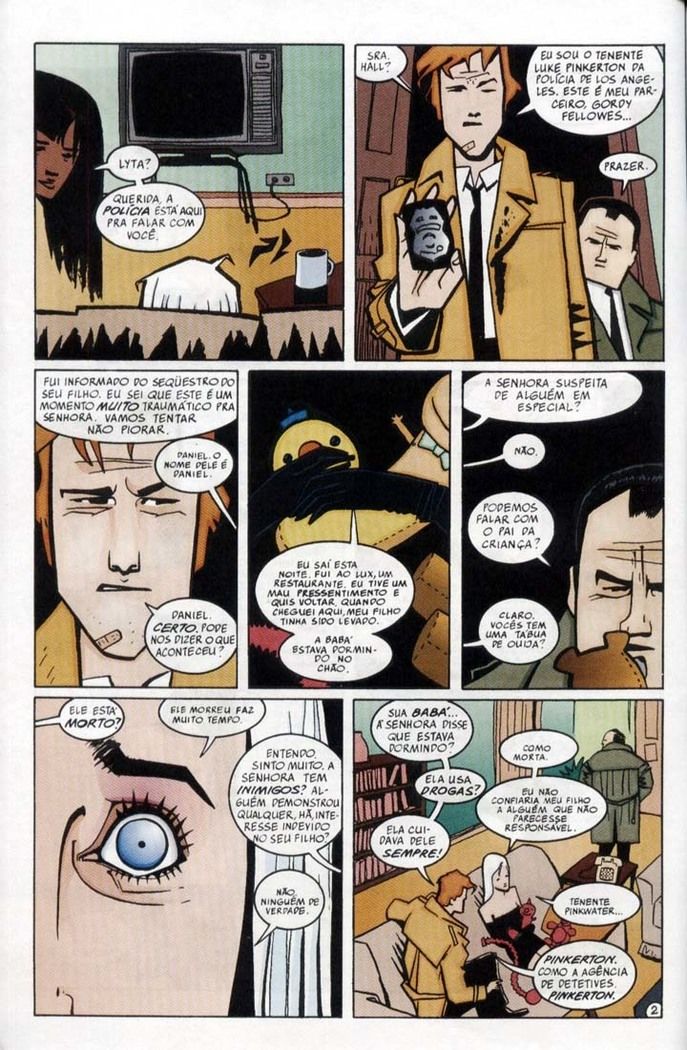 LYTA?
QUERIDA, A
POLÍCIA ESTÁ AQUI
PRA FALAR COM
VOCÊ.
SRA.
HALL?
EU SOU O TENENTE
LUKE PINKERTON DA
POLÍCIA DE LOS ANGE-
LES. ESTE É MEU PAR-
CEIRO, GORDY
FELLOWES...
PRAZER.
FUI INFORMADO DO SEQÜESTRO DO
SEU FILHO. EU SEI QUE ESTE É UM
MOMENTO MUITO TRAUMÁTICO PRA
SENHORA. VAMOS TENTAR
NÃO PIORAR.
DANIEL. O
NOME DELE É
DANIEL.
DANIEL.
CERTO. PODE
NOS DIZER O QUE
ACONTECEU?
EU SAÍ ESTA
NOITE. FUI AO LUX, UM
RESTAURANTE. EU TIVE UM
MAU PRESSENTIMENTO E
QUIS VOLTAR. QUANDO
CHEGUEI AQUI, MEU FILHO
TINHA SIDO LEVADO.
A BABÁ
ESTAVA DORMIN-
DO NO
CHÃO.
A SENHORA SUSPEITA
DE ALGUÉM EM
ESPECIAL?
NÃO.
PODEMOS
FALAR COM
O PAI DA
CRIANÇA?
CLARO.
VOCÊS TÊM
UMA TÁBUA
DE OUIJA?
ELE ESTÁ
MORTO?
ELE MORREU FAZ
MUITO TEMPO.
ENTENDO.
SINTO MUITO. A
SENHORA TEM
INIMIGOS? AL-
GUÉM DEMONSTROU
QUALQUER, HÃ, INTE-
RESSE INDEVIDO
NO SEU FILHO?
NÃO.
NINGUÉM DE
VERDADE.
SUA BABÁ...
A SENHORA DISSE
QUE ESTAVA
DORMINDO?
COMO
MORTA.
ELA USA
DROGAS?
EU NÃO
CONFIARIA MEU FILHO
A ALGUÉM QUE NÃO
PARECESSE
RESPONSÁVEL.
ELA CUI-
DAVA DELE
SEMPRE!
TENENTE
PINKWATER...
PINKERTON.
COMO A AGÊNCIA
DE DETETIVES.
PINKERTON.
2